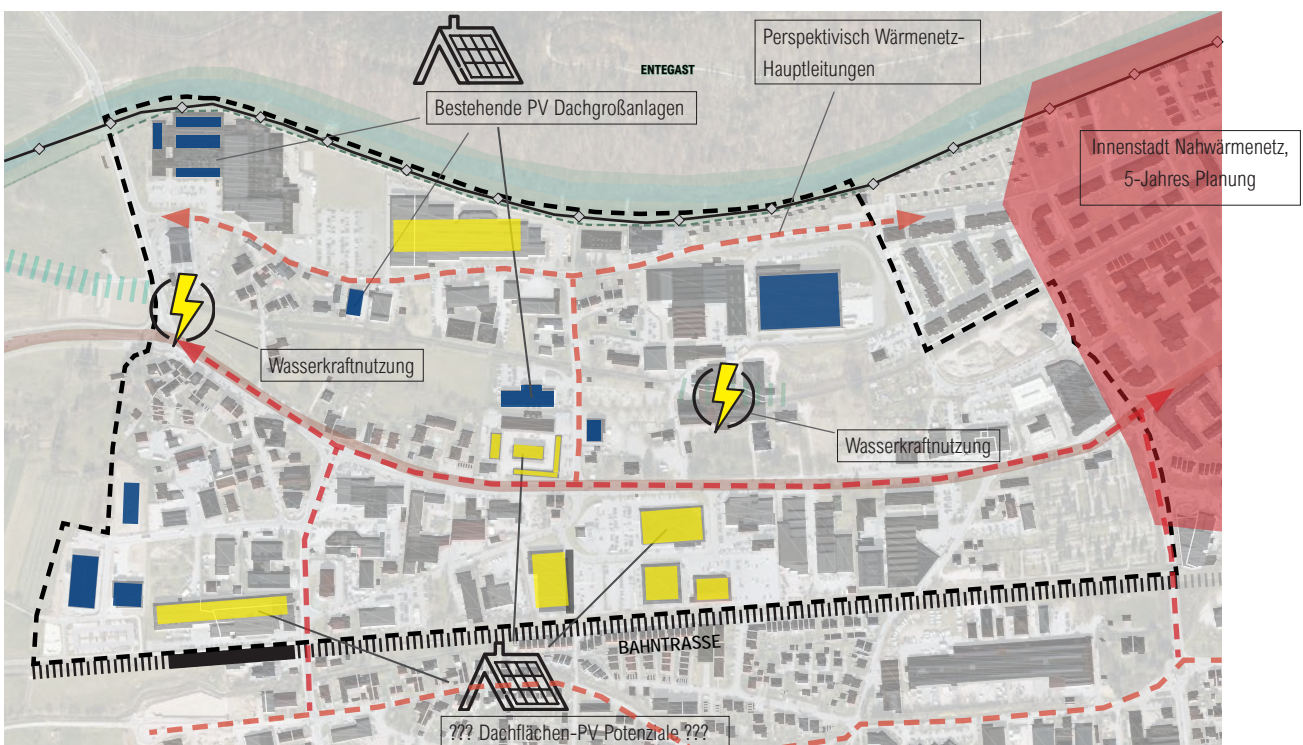 Perspektivisch Wärmenetz-
Hauptleitungen
ENTEGAST
Bestehende PV Dachgroßanlagen
Innenstadt Nahwärmenetz,
5-Jahres Planung
Wasserkraftnutzung
Wasserkraftnutzung
BAHNTRASSE
??? Dachflächen-PV Potenziale ???